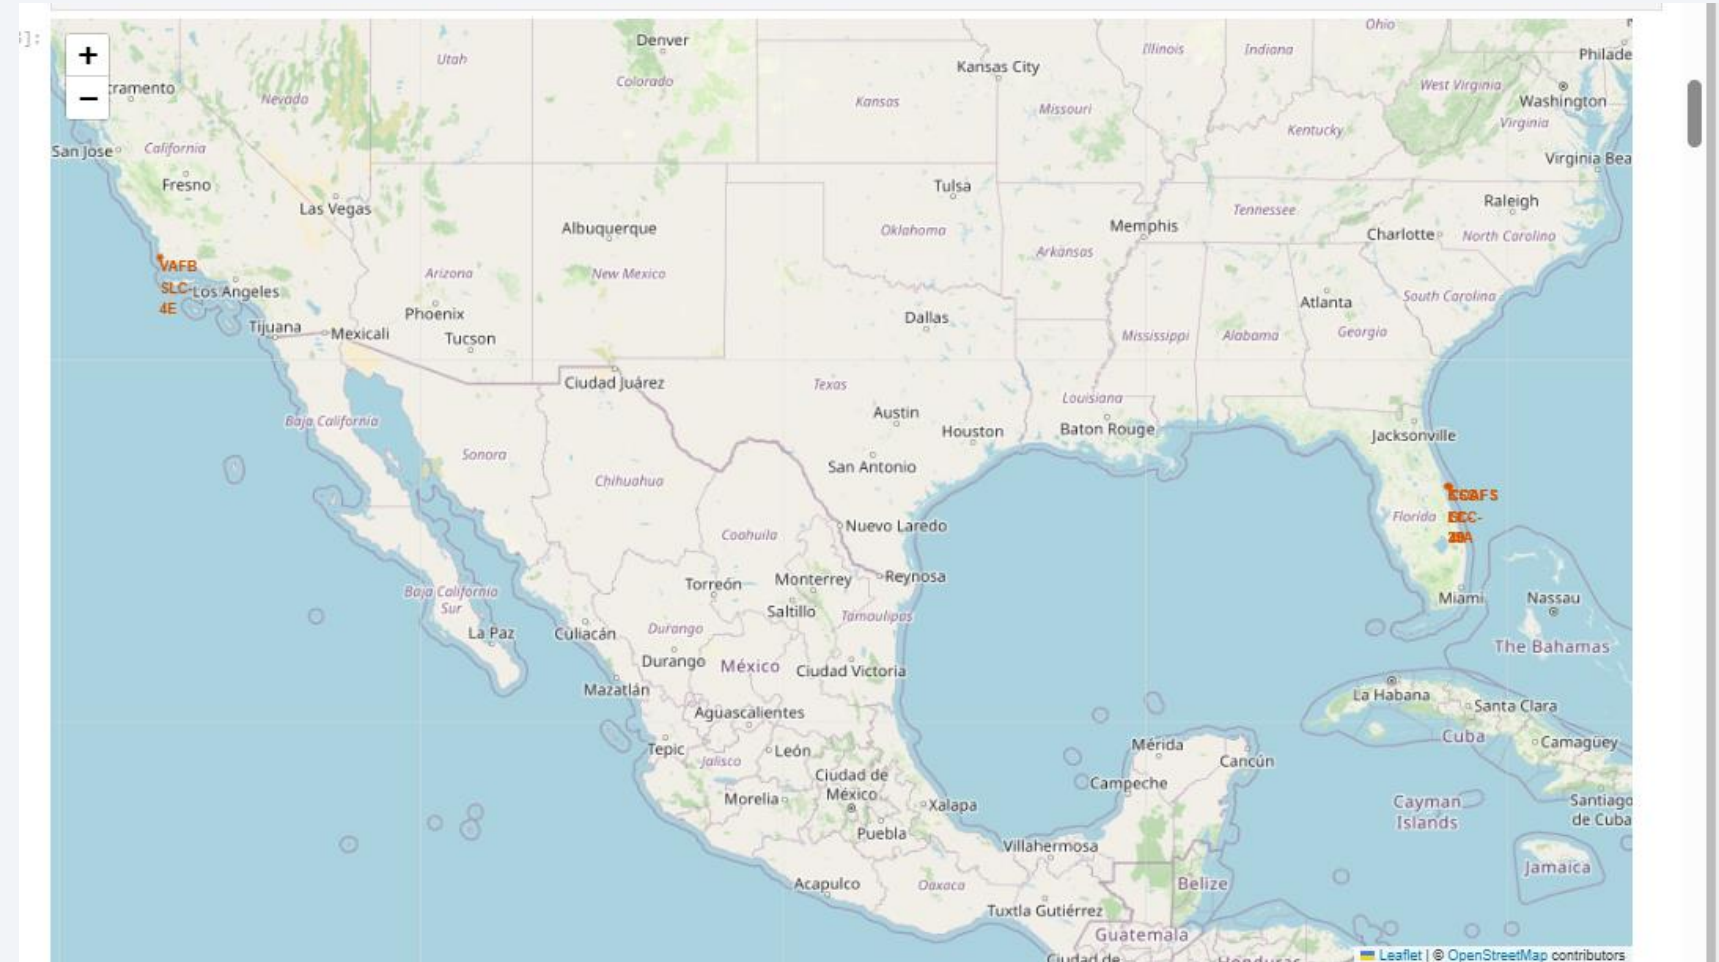 +
−
Denver
Utah
Colorado
Nevada
Kansas City
Kansas
Missouri
Illinois
Indiana
Ohio
West Virginia
Philade
Washington
Virginia
Kentucky
Virginia Bea
cramento
San Jose
California
Fresno
Las Vegas
Albuquerque
Arizona
New Mexico
Phoenix
Tucson
Tulsa
Oklahoma
Memphis
Tennessee
Arkansas
Raleigh
Charlotte
North Carolina
Atlanta
South Carolina
Dallas
Mississippi
Alabama
Georgia
VAFB
SLC-
4E
Los Angeles
Tijuana
Mexicali
Ciudad Juárez
Texas
Austin
Houston
San Antonio
Louisiana
Baton Rouge
Jacksonville
Florida
Miami
Nassau
The Bahamas
Baja California
Sonora
Chihuahua
Coahuila
Nuevo Laredo
Reynosa
Monterrey
Torreón
Saltillo
Tamaulipas
Baja California
Sur
La Paz
Culiacán
Durango
Durango
México
Ciudad Victoria
Mazatlán
Aguascalientes
Tepic
León
Jalisco
Ciudad de
México
Morelia
Xalapa
Puebla
Acapulco
Oaxaca
Villahermosa
Tuxtla Gutiérrez
Mérida
Cancún
Campeche
Belize
Guatemala
Ciudad de
Honduras
La Habana
Santa Clara
Cuba
Camagüey
Cayman
Islands
Santiago
de Cuba
Jamaica
Leaflet | © OpenStreetMap contributors